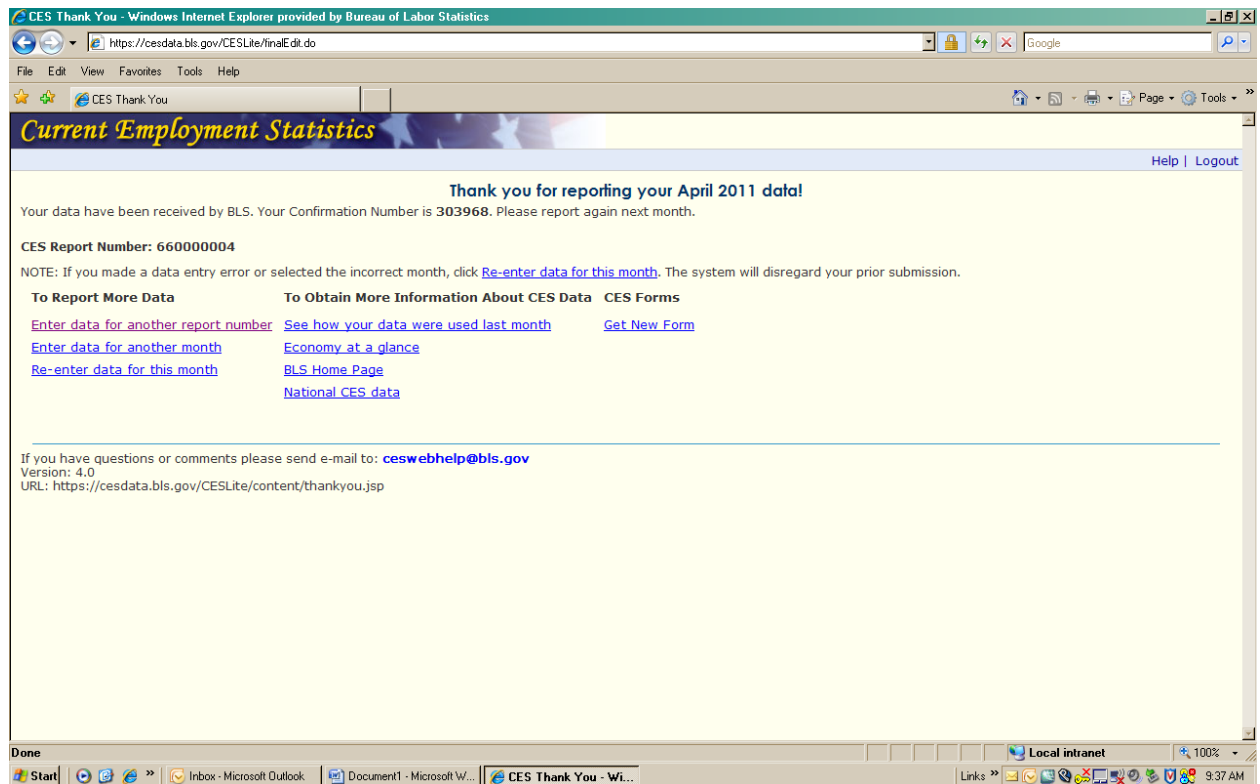 CES Thank You - Windows Internet Explorer provided by Bureau of Labor Statistics
https://cesdata.bls.gov/CESLite/finalEdit.do
Google
File Edit View Favorites Tools Help
CES Thank You
Page Tools »
Current Employment Statistics
Help | Logout
Thank you for reporting your April 2011 data!
Your data have been received by BLS. Your Confirmation Number is 303968. Please report again next month.
CES Report Number: 660000004
NOTE: If you made a data entry error or selected the incorrect month, click Re-enter data for this month. The system will disregard your prior submission.
To Report More Data To Obtain More Information About CES Data CES Forms
Enter data for another report number See how your data were used last month Get New Form
Enter data for another month Economy at a glance
Re-enter data for this month BLS Home Page
National CES data
If you have questions or comments please send e-mail to: ceswebhelp@bls.gov
Version: 4.0
URL: https://cesdata.bls.gov/CESLite/content/thankyou.jsp
Done Local intranet 100%
Start » Inbox - Microsoft Outlook Document1 - Microsoft W... CES Thank You - Wi... Links » 9:37 AM